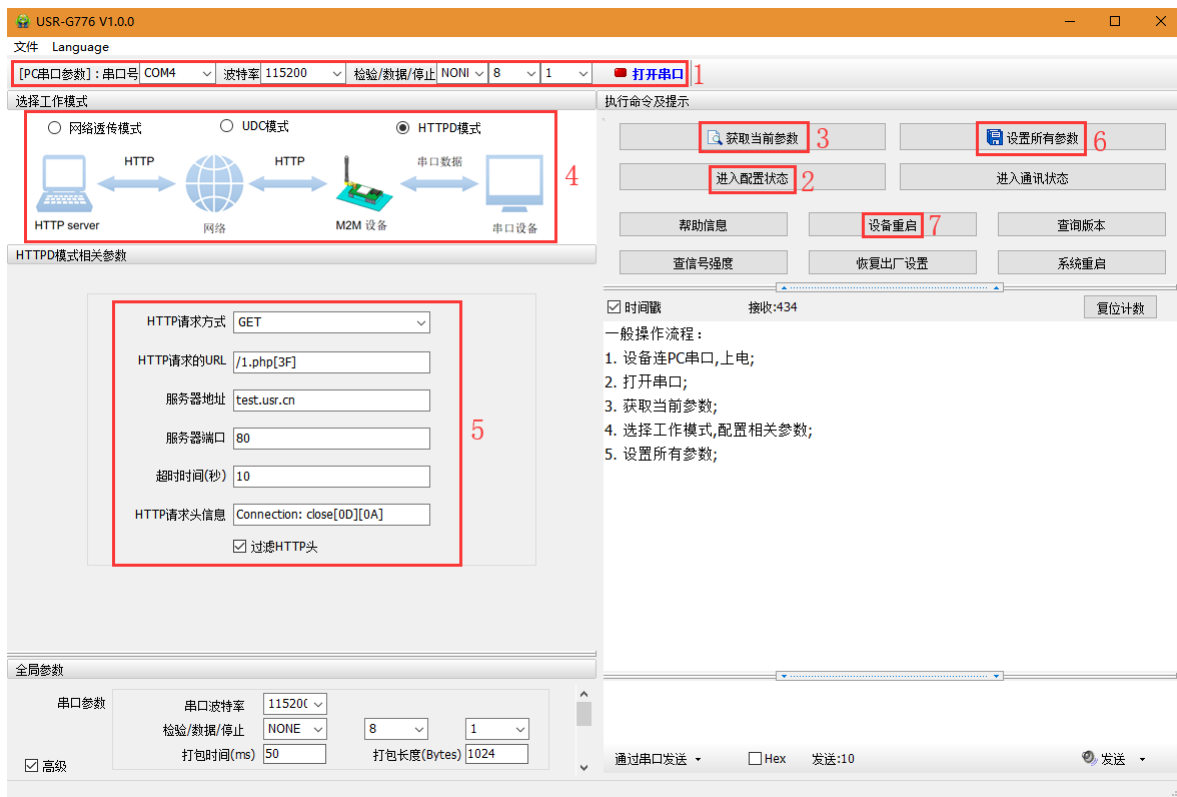 USR-G776 V1.0.0
文件 Language
[PC串口参数]：串口号 COM4 波特率 115200 检验/数据/停止 NONI 8 1 打开串口 1
选择工作模式
网络透传模式 UDC模式 HTTPD模式
HTTP HTTP 串口数据
4
HTTP server 网络 M2M 设备 串口设备
HTTPD模式相关参数
HTTP请求方式 GET
HTTP请求的URL /1.php[3F]
服务器地址 test.usr.cn
服务器端口 80
5
超时时间(秒) 10
HTTP请求头信息 Connection: close[0D][0A]
过滤HTTP头
全局参数
串口参数
串口波特率 115200
检验/数据/停止 NONE 8 1
打包时间(ms) 50 打包长度(Bytes) 1024
高级
执行命令及提示
获取当前参数 3 设置所有参数 6
进入配置状态 2 进入通讯状态
帮助信息 设备重启 7 查询版本
查信号强度 恢复出厂设置 系统重启
时间戳 接收:434 复位计数
一般操作流程：
1. 设备连PC串口,上电;
2. 打开串口;
3. 获取当前参数;
4. 选择工作模式,配置相关参数;
5. 设置所有参数;
通过串口发送 Hex 发送:10 发送